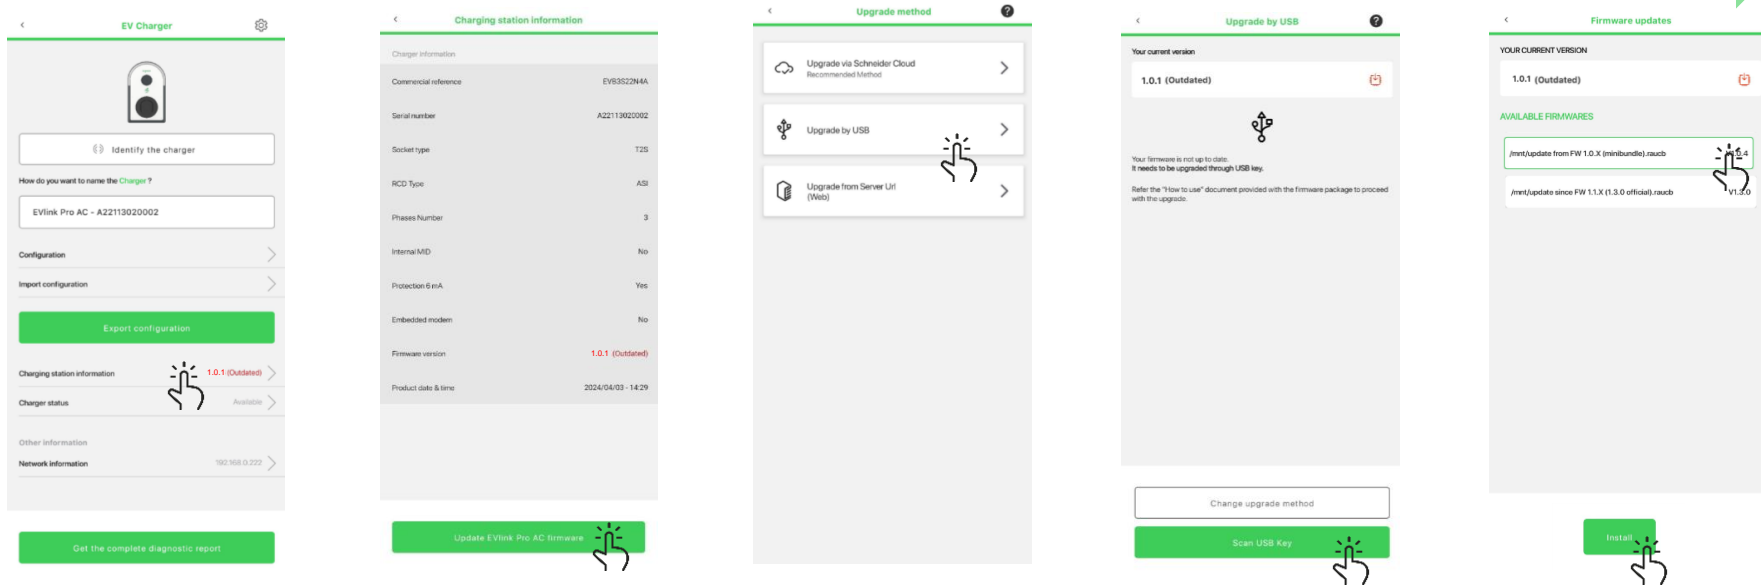 EV Charger
Identify the charger
How do you want to name the Charger ?
EVlink Pro AC - A22113020002
Configuration
Import configuration
Export configuration
Charging station information 1.0.1 (Outdated)
Charger status Available
Other information
Network information 192.168.0.222
Get the complete diagnostic report
Charging station information
Charger information
Commercial reference EVB3S22N4A
Serial number A22113020002
Socket type T2S
RCD Type ASI
Phases Number 3
Internal MID No
Protection 6 mA Yes
Embedded modem No
Firmware version 1.0.1 (Outdated)
Product date & time 2024/04/03 - 14:29
Update EVlink Pro AC firmware
Upgrade method
Upgrade via Schneider Cloud
Recommended Method
Upgrade by USB
Upgrade from Server Url
(Web)
Upgrade by USB
Your current version
1.0.1 (Outdated)
Your firmware is not up to date.
It needs to be upgraded through USB key.
Refer the "How to use" document provided with the firmware package to proceed
with the upgrade.
Change upgrade method
Scan USB Key
Firmware updates
YOUR CURRENT VERSION
1.0.1 (Outdated)
AVAILABLE FIRMWARES
/mnt/update from FW 1.0.X (minibundle).raucb V1.0.4
/mnt/update since FW 1.1.X (1.3.0 official).raucb V1.3.0
Install